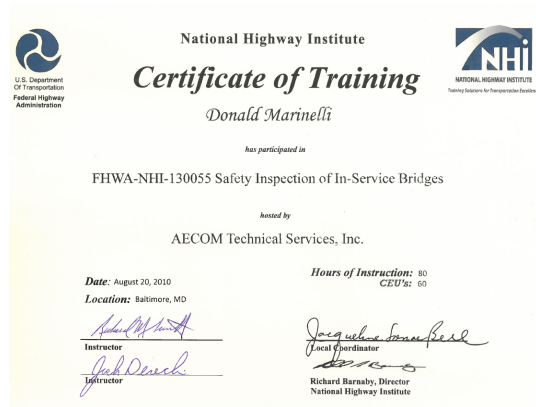 National Highway Institute
U.S. Department
Of Transportation
Federal Highway
Administration
NHi
NATIONAL HIGHWAY INSTITUTE
Training Solutions for Transportation Excellen
Certificate of Training
Donald Marinelli
has participated in
FHWA-NHI-130055 Safety Inspection of In-Service Bridges
hosted by
AECOM Technical Services, Inc.
Date: August 20, 2010
Location: Baltimore, MD
Hours of Instruction: 80
CEU's: 60
Instructor
Local Coordinator
Instructor
Richard Barnaby, Director
National Highway Institute